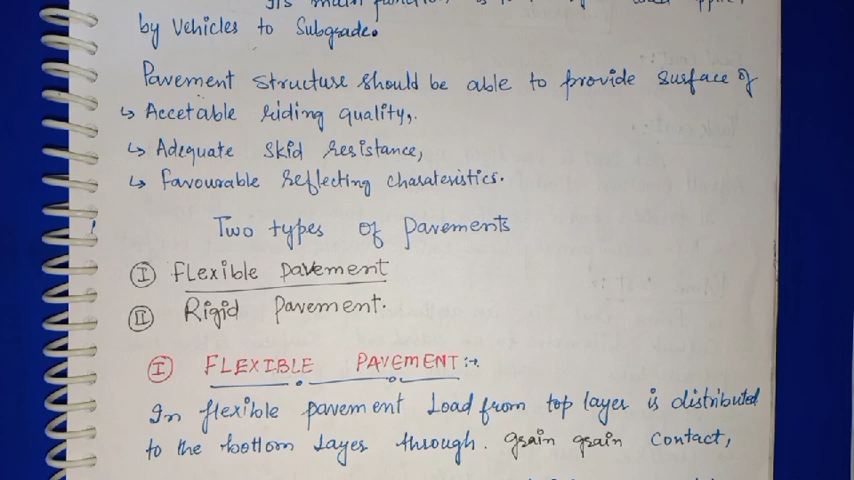 by Vehicles to Subgrade.
Pavement structure should be able to provide surface of
↳ Accetable riding quality,.
↳ Adequate skid resistance,
↳ Favourable reflecting charateristics.
Two types of pavements
Ⓘ Flexible pavement
Ⅱ Rigid pavement.
Ⓘ FLEXIBLE PAVEMENT:→
In flexible pavement Load from top layer is distributed
to the bottom Layer through. grain grain contact,